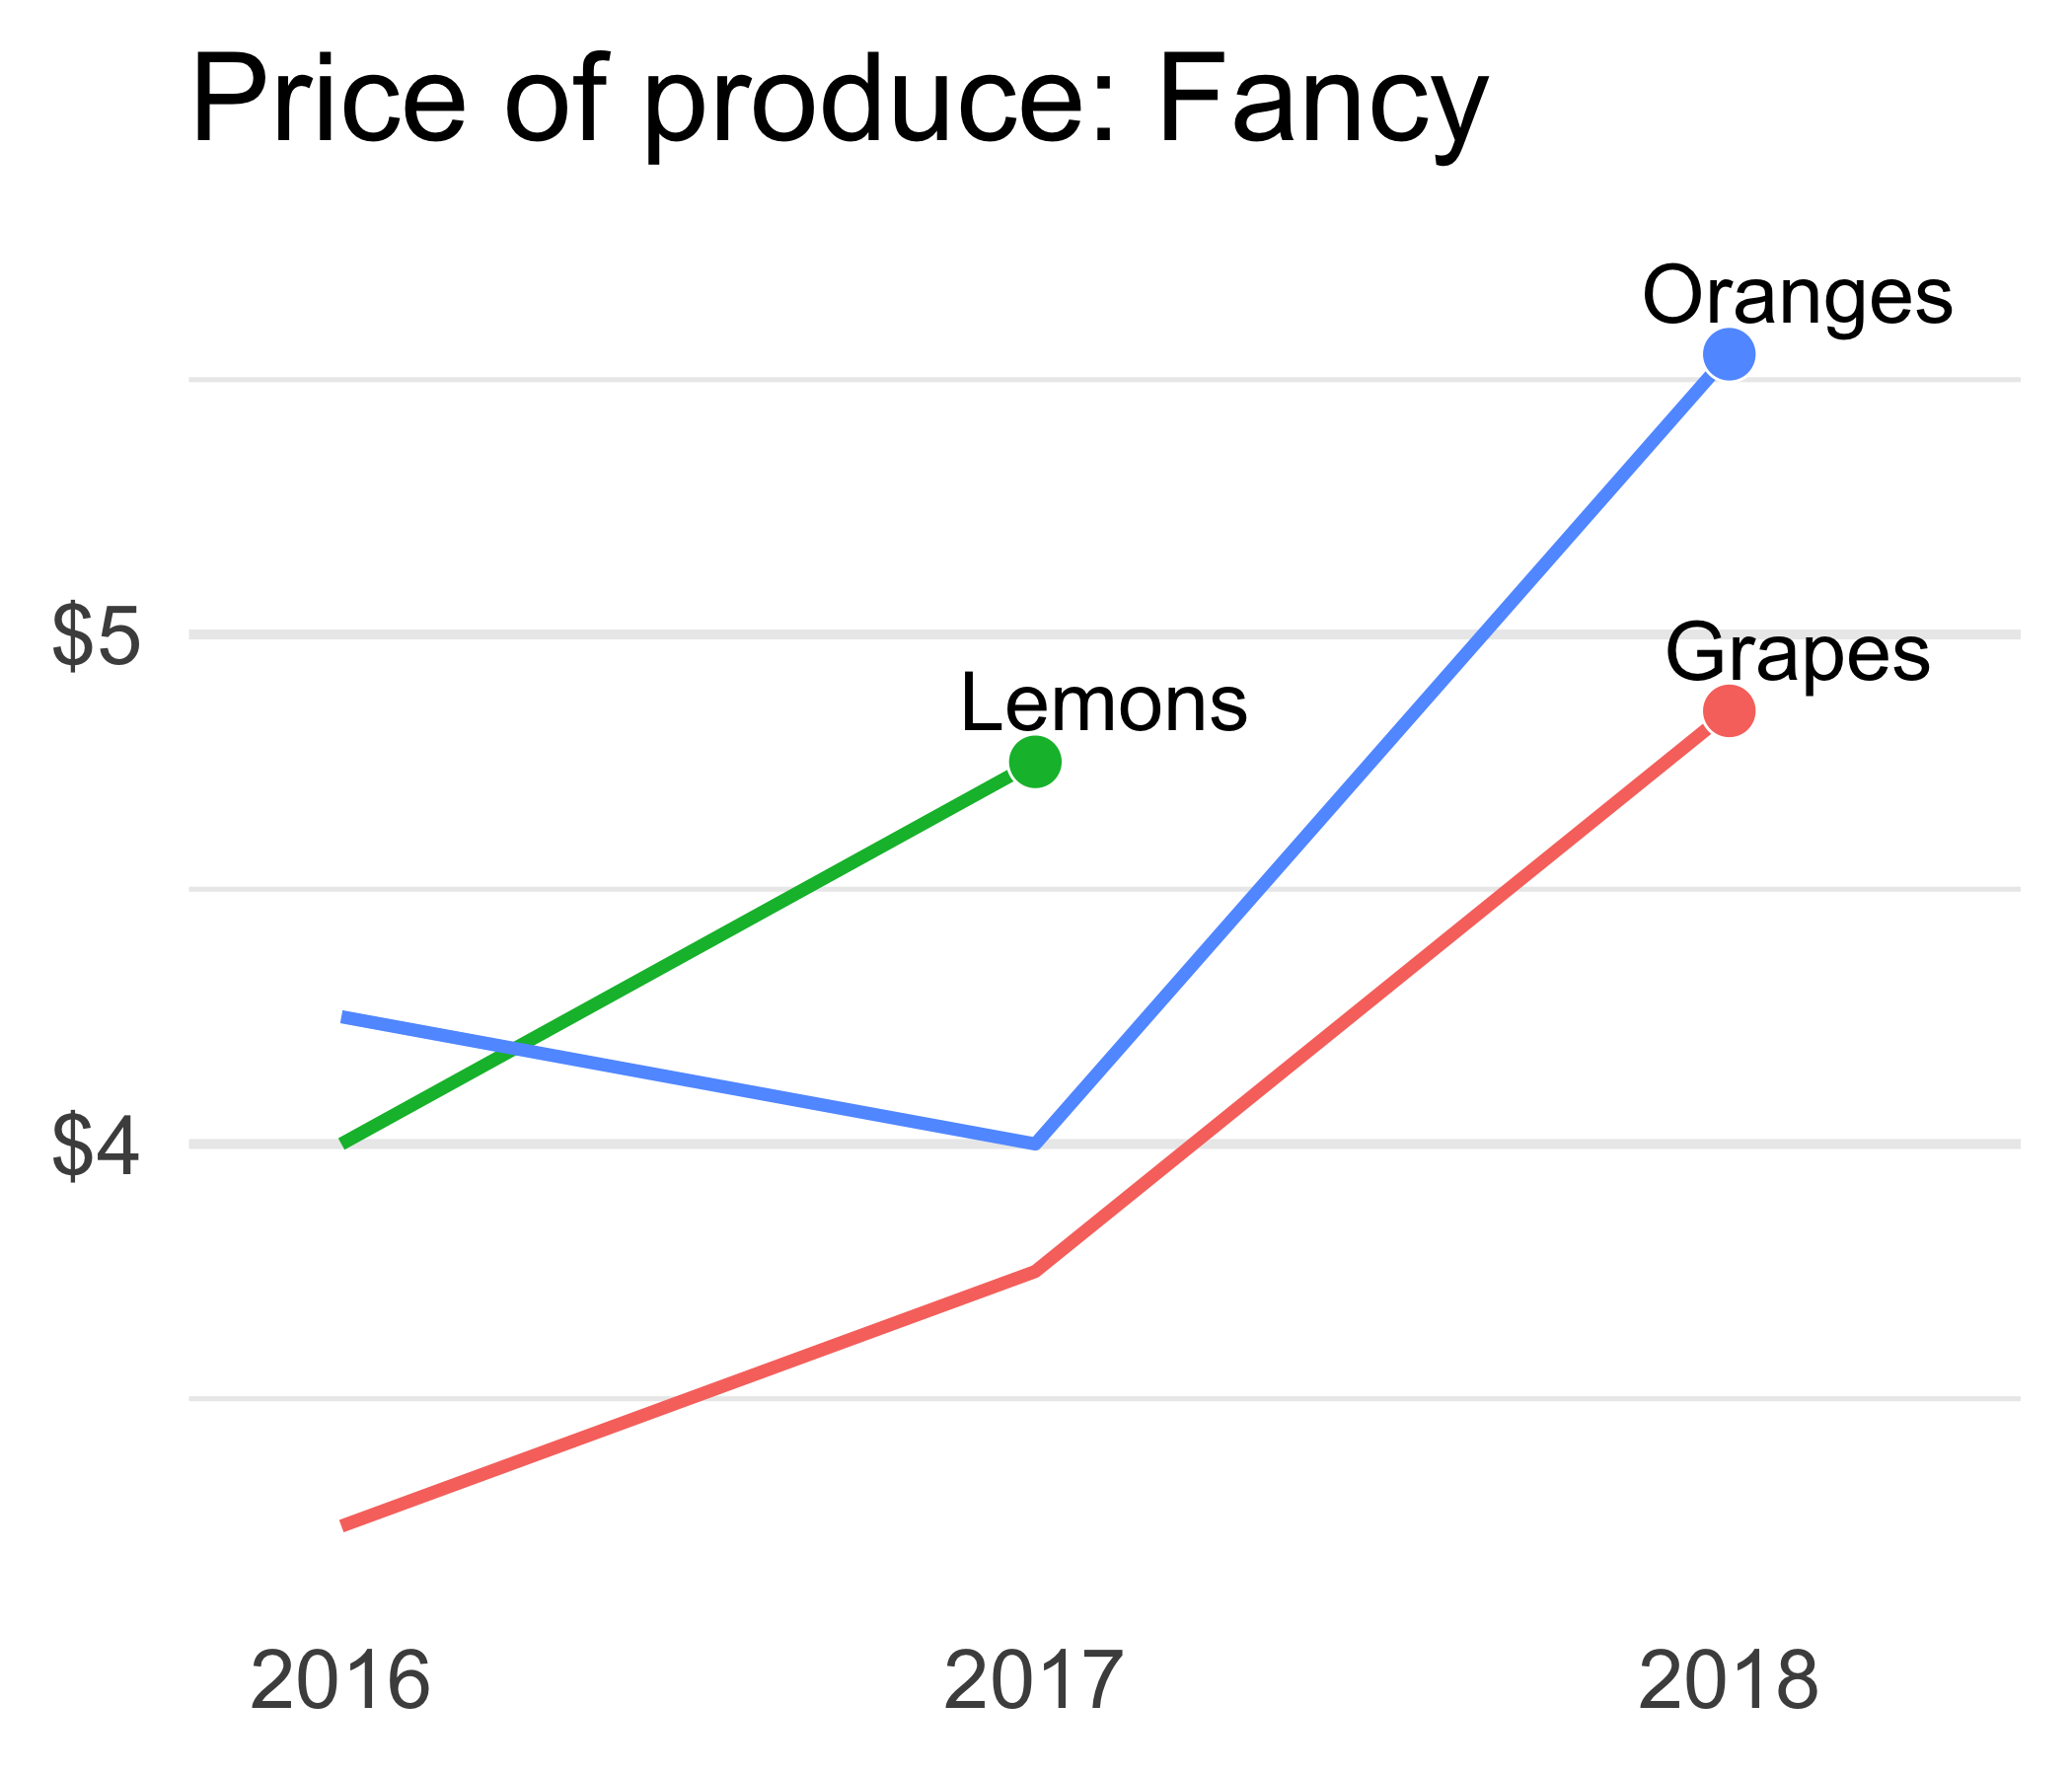 Price of produce: Fancy
Oranges
$5
Grapes
Lemons
$4
2016 2017 2018